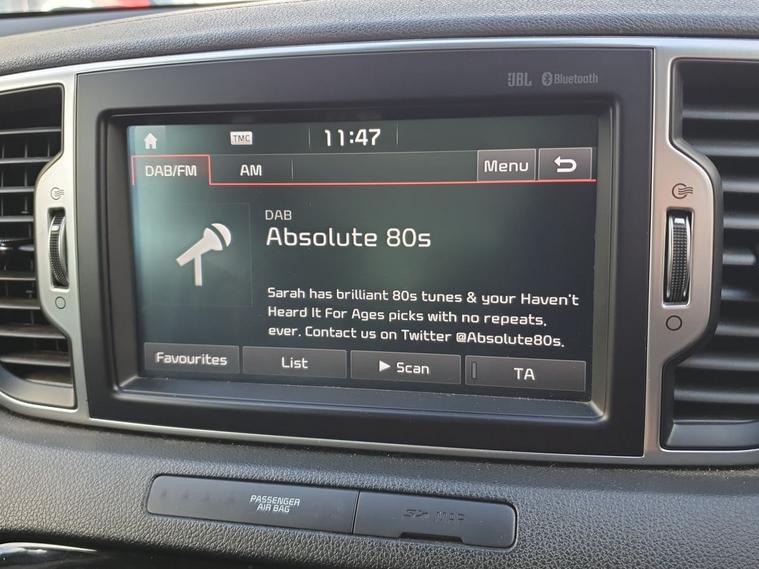 JBL Bluetooth
TMC 11:47
DAB/FM AM Menu
DAB
Absolute 80s
Sarah has brilliant 80s tunes & your Haven't
Heard It For Ages picks with no repeats,
ever. Contact us on Twitter @Absolute80s.
Favourites List Scan TA
PASSENGER
AIR BAG